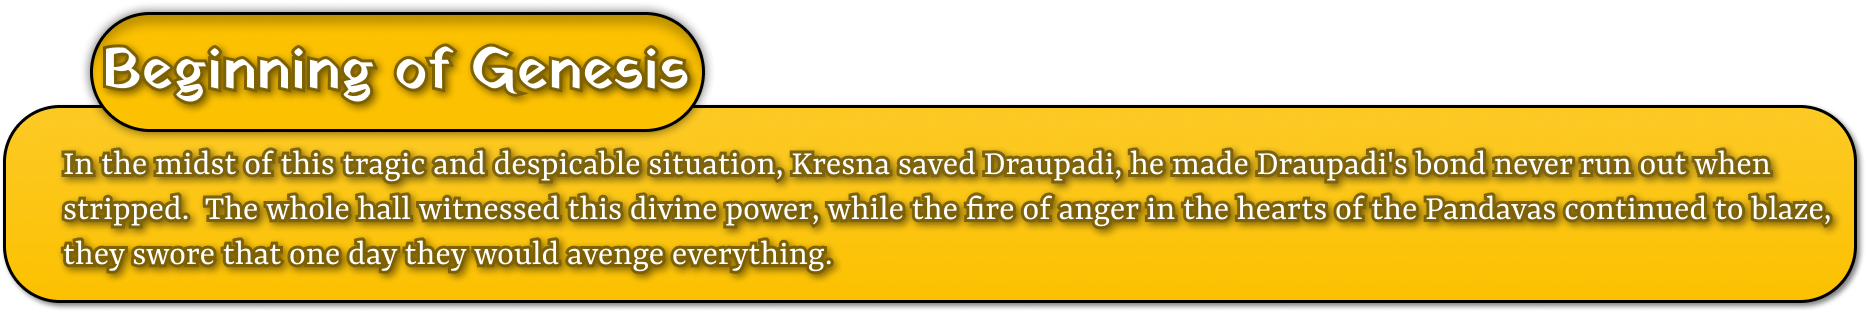 Beginning of Genesis
In the midst of this tragic and despicable situation, Kresna saved Draupadi, he made Draupadi's bond never run out when
stripped.  The whole hall witnessed this divine power, while the fire of anger in the hearts of the Pandavas continued to blaze,
they swore that one day they would avenge everything.